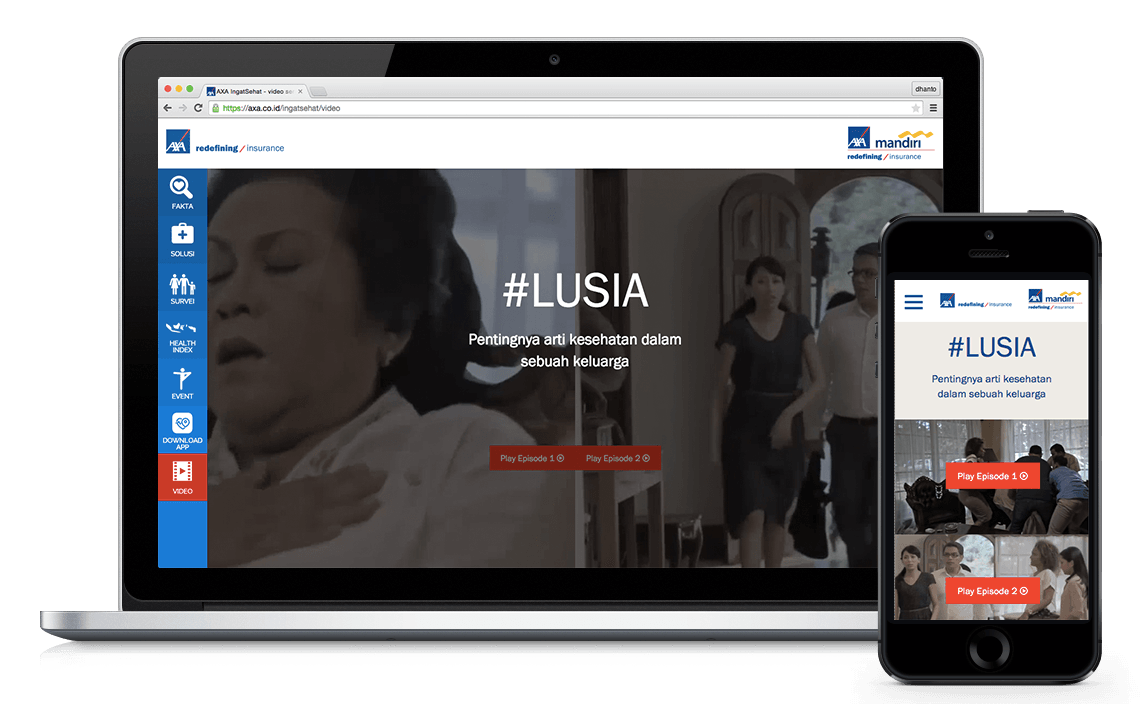 AXA IngatSehat - video se
dhanto
https://axa.co.id/ingatsehat/video
AXA redefining / insurance
AXA mandiri
redefining / insurance
FAKTA
SOLUSI
SURVEI
HEALTH
INDEX
EVENT
DOWNLOAD
APP
VIDEO
#LUSIA
Pentingnya arti kesehatan dalam
sebuah keluarga
Play Episode 1
Play Episode 2
AXA redefining / insurance
AXA mandiri
redefining / insurance
#LUSIA
Pentingnya arti kesehatan
dalam sebuah keluarga
Play Episode 1
Play Episode 2